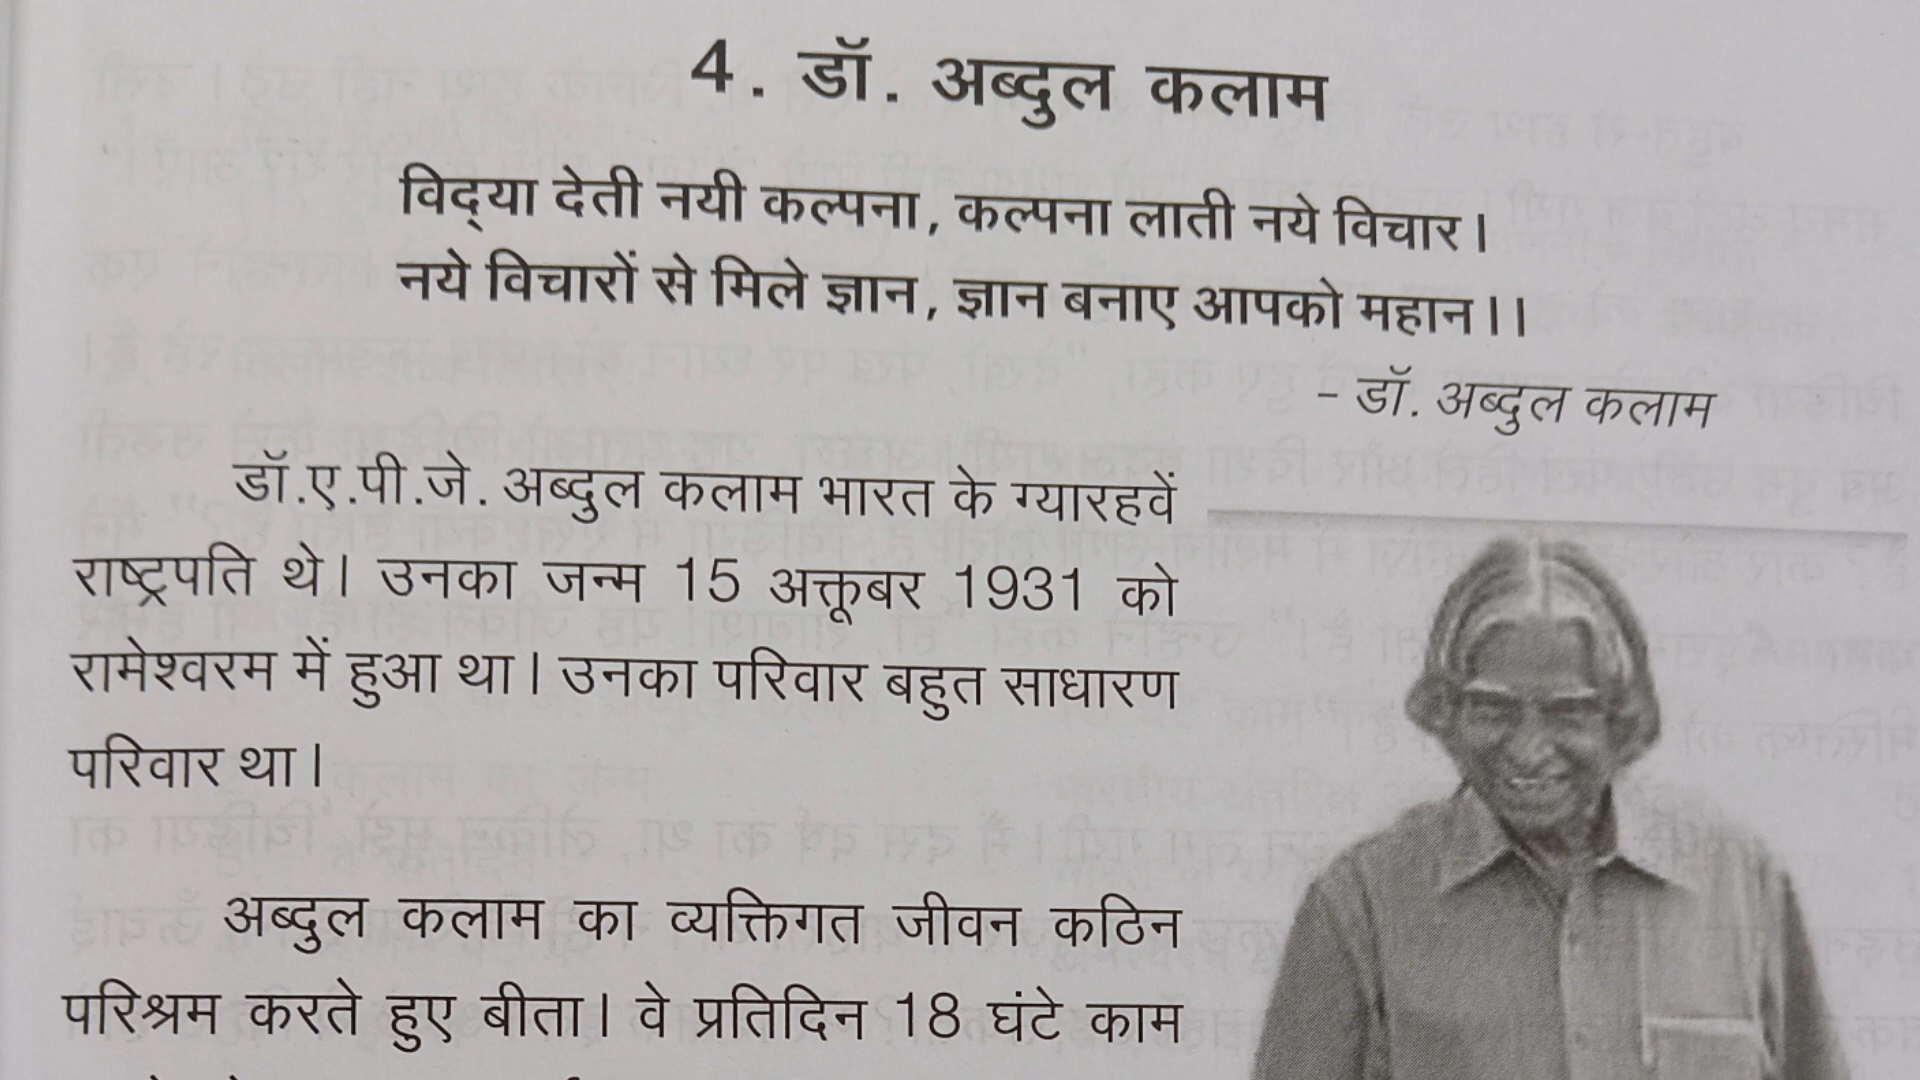 4. डॉ. अब्दुल कलाम
विद्‌या देती नयी कल्पना, कल्पना लाती नये विचार।
नये विचारों से मिले ज्ञान, ज्ञान बनाए आपको महान।।
- डॉ. अब्दुल कलाम
डॉ.ए.पी.जे. अब्दुल कलाम भारत के ग्यारहवें
राष्ट्रपति थे। उनका जन्म 15 अक्तूबर 1931 को
रामेश्वरम में हुआ था। उनका परिवार बहुत साधारण
परिवार था।
अब्दुल कलाम का व्यक्तिगत जीवन कठिन
परिश्रम करते हुए बीता। वे प्रतिदिन 18 घंटे काम